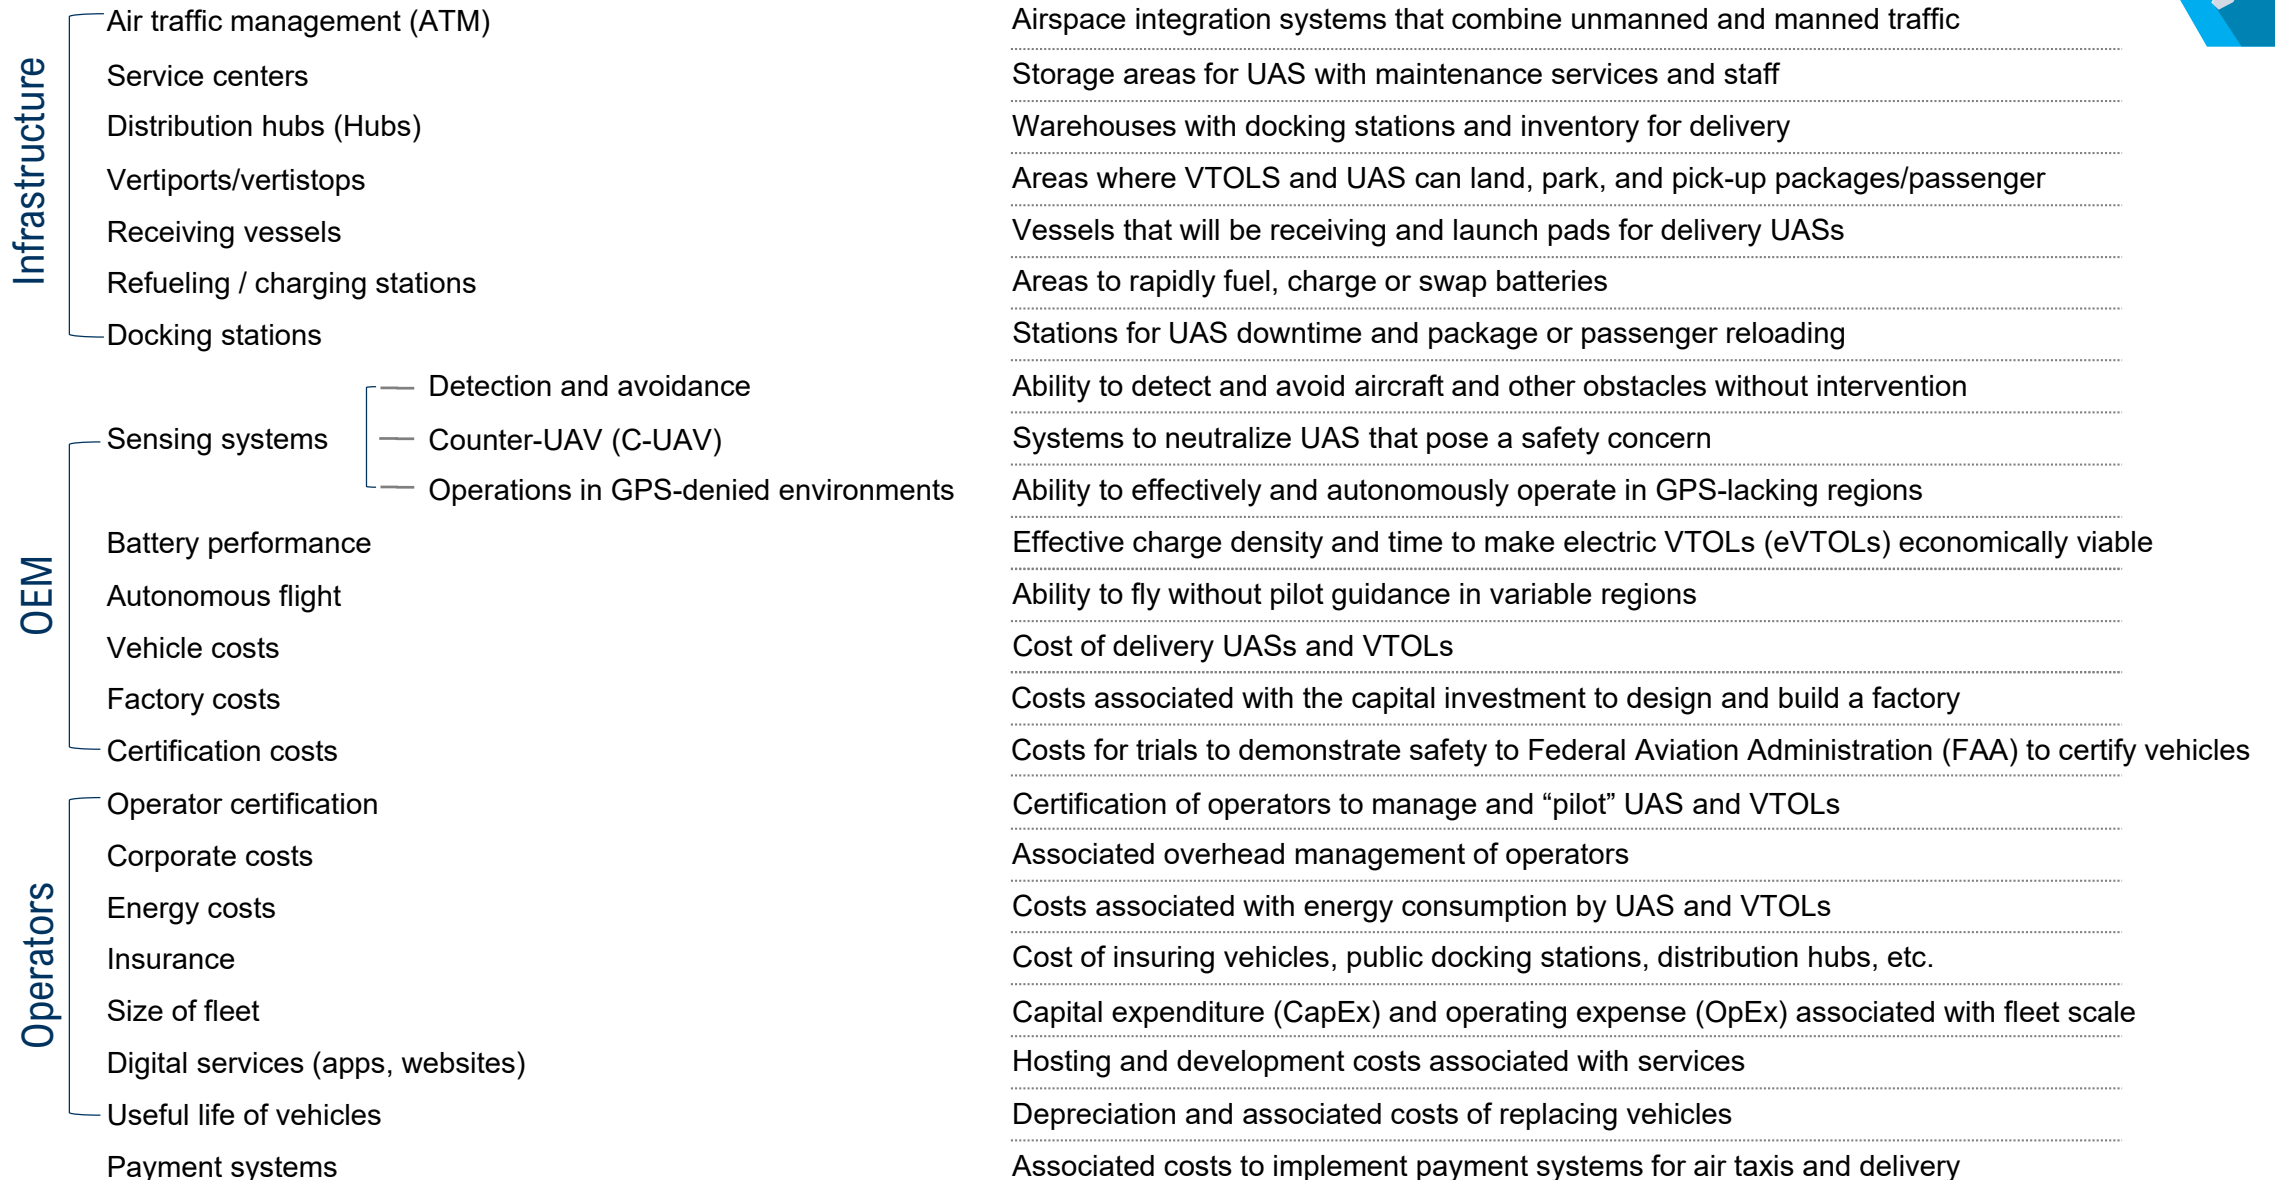 Infrastructure
Air traffic management (ATM) Airspace integration systems that combine unmanned and manned traffic
Service centers Storage areas for UAS with maintenance services and staff
Distribution hubs (Hubs) Warehouses with docking stations and inventory for delivery
Vertiports/vertistops Areas where VTOLS and UAS can land, park, and pick-up packages/passenger
Receiving vessels Vessels that will be receiving and launch pads for delivery UASs
Refueling / charging stations Areas to rapidly fuel, charge or swap batteries
Docking stations Stations for UAS downtime and package or passenger reloading
OEM
Sensing systems
Detection and avoidance Ability to detect and avoid aircraft and other obstacles without intervention
Counter-UAV (C-UAV) Systems to neutralize UAS that pose a safety concern
Operations in GPS-denied environments Ability to effectively and autonomously operate in GPS-lacking regions
Battery performance Effective charge density and time to make electric VTOLs (eVTOLs) economically viable
Autonomous flight Ability to fly without pilot guidance in variable regions
Vehicle costs Cost of delivery UASs and VTOLs
Factory costs Costs associated with the capital investment to design and build a factory
Certification costs Costs for trials to demonstrate safety to Federal Aviation Administration (FAA) to certify vehicles
Operators
Operator certification Certification of operators to manage and “pilot” UAS and VTOLs
Corporate costs Associated overhead management of operators
Energy costs Costs associated with energy consumption by UAS and VTOLs
Insurance Cost of insuring vehicles, public docking stations, distribution hubs, etc.
Size of fleet Capital expenditure (CapEx) and operating expense (OpEx) associated with fleet scale
Digital services (apps, websites) Hosting and development costs associated with services
Useful life of vehicles Depreciation and associated costs of replacing vehicles
Payment systems Associated costs to implement payment systems for air taxis and delivery